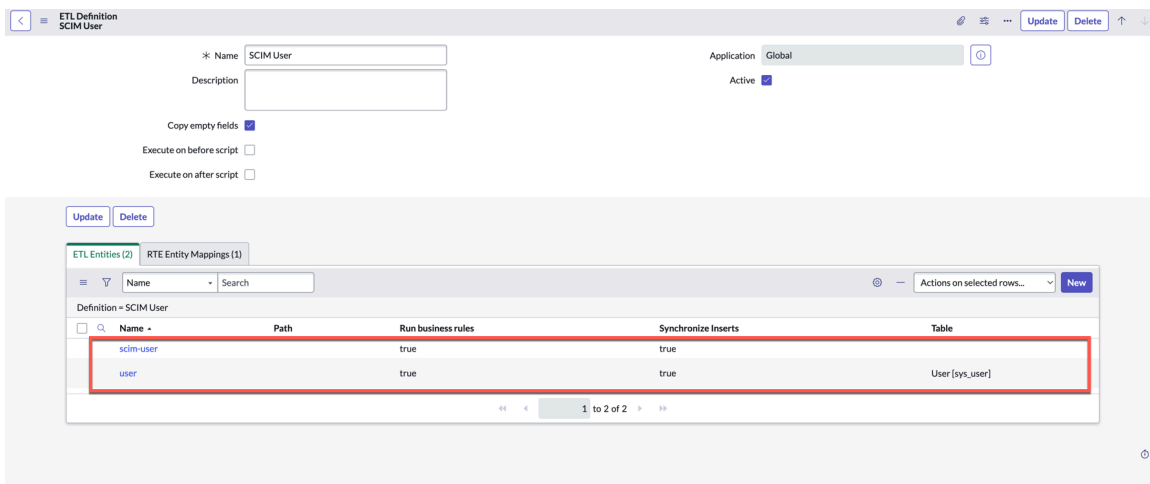 ETL Definition
SCIM User
Update Delete
Name SCIM User
Application Global
Description
Active
Copy empty fields
Execute on before script
Execute on after script
Update Delete
ETL Entities (2) RTE Entity Mappings (1)
Name Search Actions on selected rows... New
Definition = SCIM User
Name Path Run business rules Synchronize Inserts Table
scim-user true true
user true true User [sys_user]
1 to 2 of 2